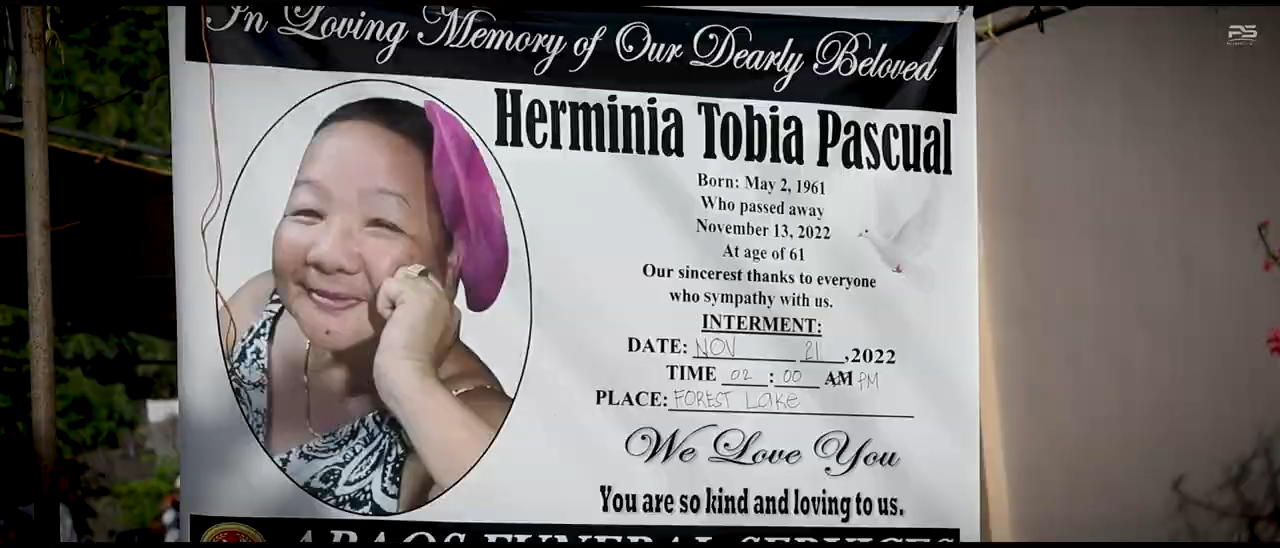 In Loving Memory of Our Dearly Beloved
Herminia Tobia Pascual
Born: May 2, 1961
Who passed away
November 13, 2022
At age of 61
Our sincerest thanks to everyone
who sympathy with us.
INTERMENT:
DATE: NOV 21, 2022
TIME 02 : 00 AM PM
PLACE: FOREST Lake
We Love You
You are so kind and loving to us.
FUNERAL SERVICES
PS